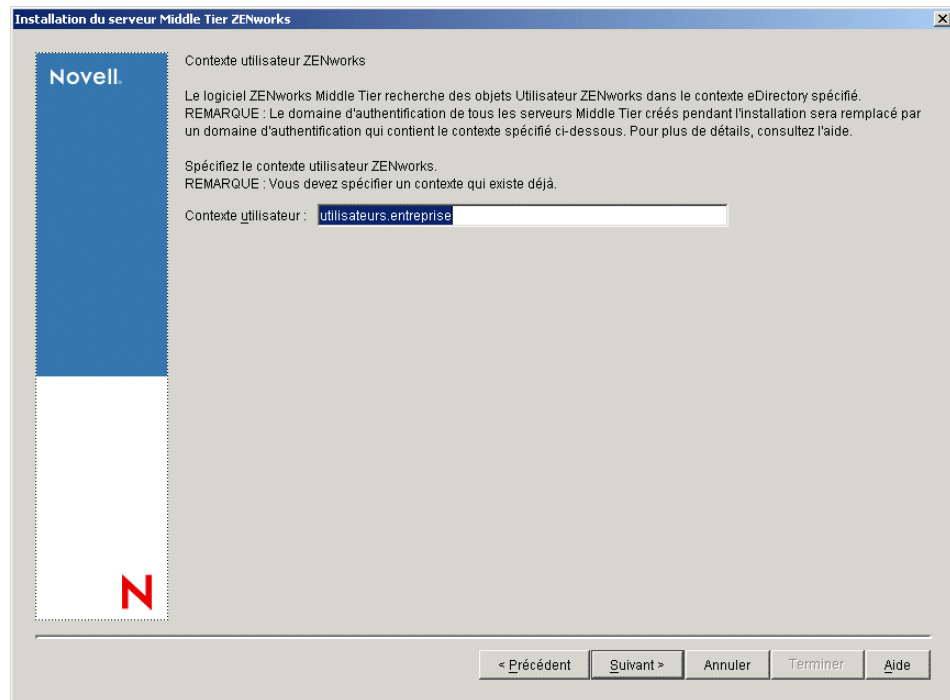 Installation du serveur Middle Tier ZENworks
Novell.
Contexte utilisateur ZENworks
Le logiciel ZENworks Middle Tier recherche des objets Utilisateur ZENworks dans le contexte eDirectory spécifié.
REMARQUE : Le domaine d'authentification de tous les serveurs Middle Tier créés pendant l'installation sera remplacé par
un domaine d'authentification qui contient le contexte spécifié ci-dessous. Pour plus de détails, consultez l'aide.
Spécifiez le contexte utilisateur ZENworks.
REMARQUE : Vous devez spécifier un contexte qui existe déjà.
Contexte utilisateur : utilisateurs.entreprise
N
< Précédent Suivant > Annuler Terminer Aide